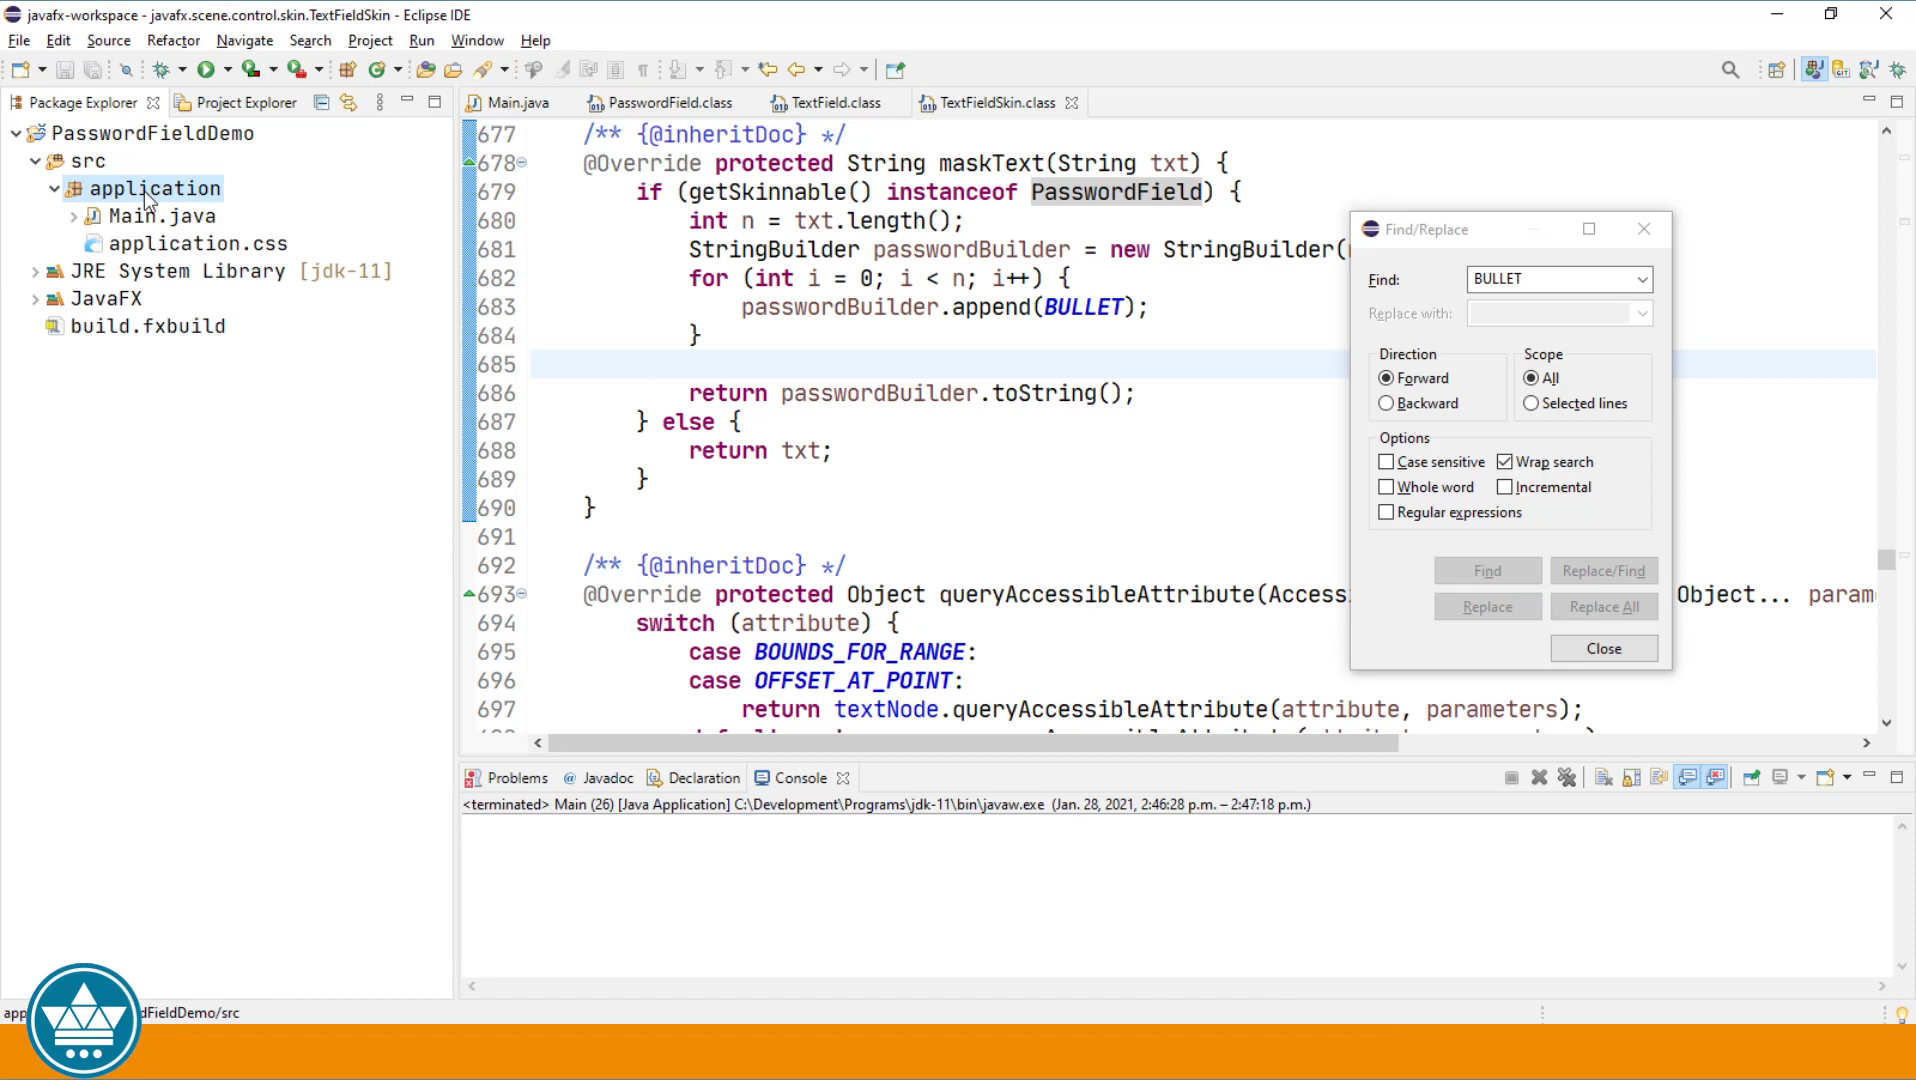 javafx-workspace - javafx.scene.control.skin.TextFieldSkin - Eclipse IDE
File Edit Source Refactor Navigate Search Project Run Window Help
Package Explorer Project Explorer
PasswordFieldDemo
src
application
Main.java
application.css
JRE System Library [jdk-11]
JavaFX
build.fxbuild
Main.java PasswordField.class TextField.class TextFieldSkin.class
677 /** {@inheritDoc} */
678 @Override protected String maskText(String txt) {
679 if (getSkinnable() instanceof PasswordField) {
680 int n = txt.length();
681 StringBuilder passwordBuilder = new StringBuilder(
682 for (int i = 0; i < n; i++) {
683 passwordBuilder.append(BULLET);
684 }
685
686 return passwordBuilder.toString();
687 } else {
688 return txt;
689 }
690 }
691
692 /** {@inheritDoc} */
693 @Override protected Object queryAccessibleAttribute(Access Object... param
694 switch (attribute) {
695 case BOUNDS_FOR_RANGE:
696 case OFFSET_AT_POINT:
697 return textNode.queryAccessibleAttribute(attribute, parameters);
Find/Replace
Find: BULLET
Replace with:
Direction Scope
Forward All
Backward Selected lines
Options
Case sensitive Wrap search
Whole word Incremental
Regular expressions
Find Replace/Find
Replace Replace All
Close
Problems @ Javadoc Declaration Console
<terminated> Main (26) [Java Application] C:\Development\Programs\jdk-11\bin\javaw.exe (Jan. 28, 2021, 2:46:28 p.m. – 2:47:18 p.m.)
app dFieldDemo/src